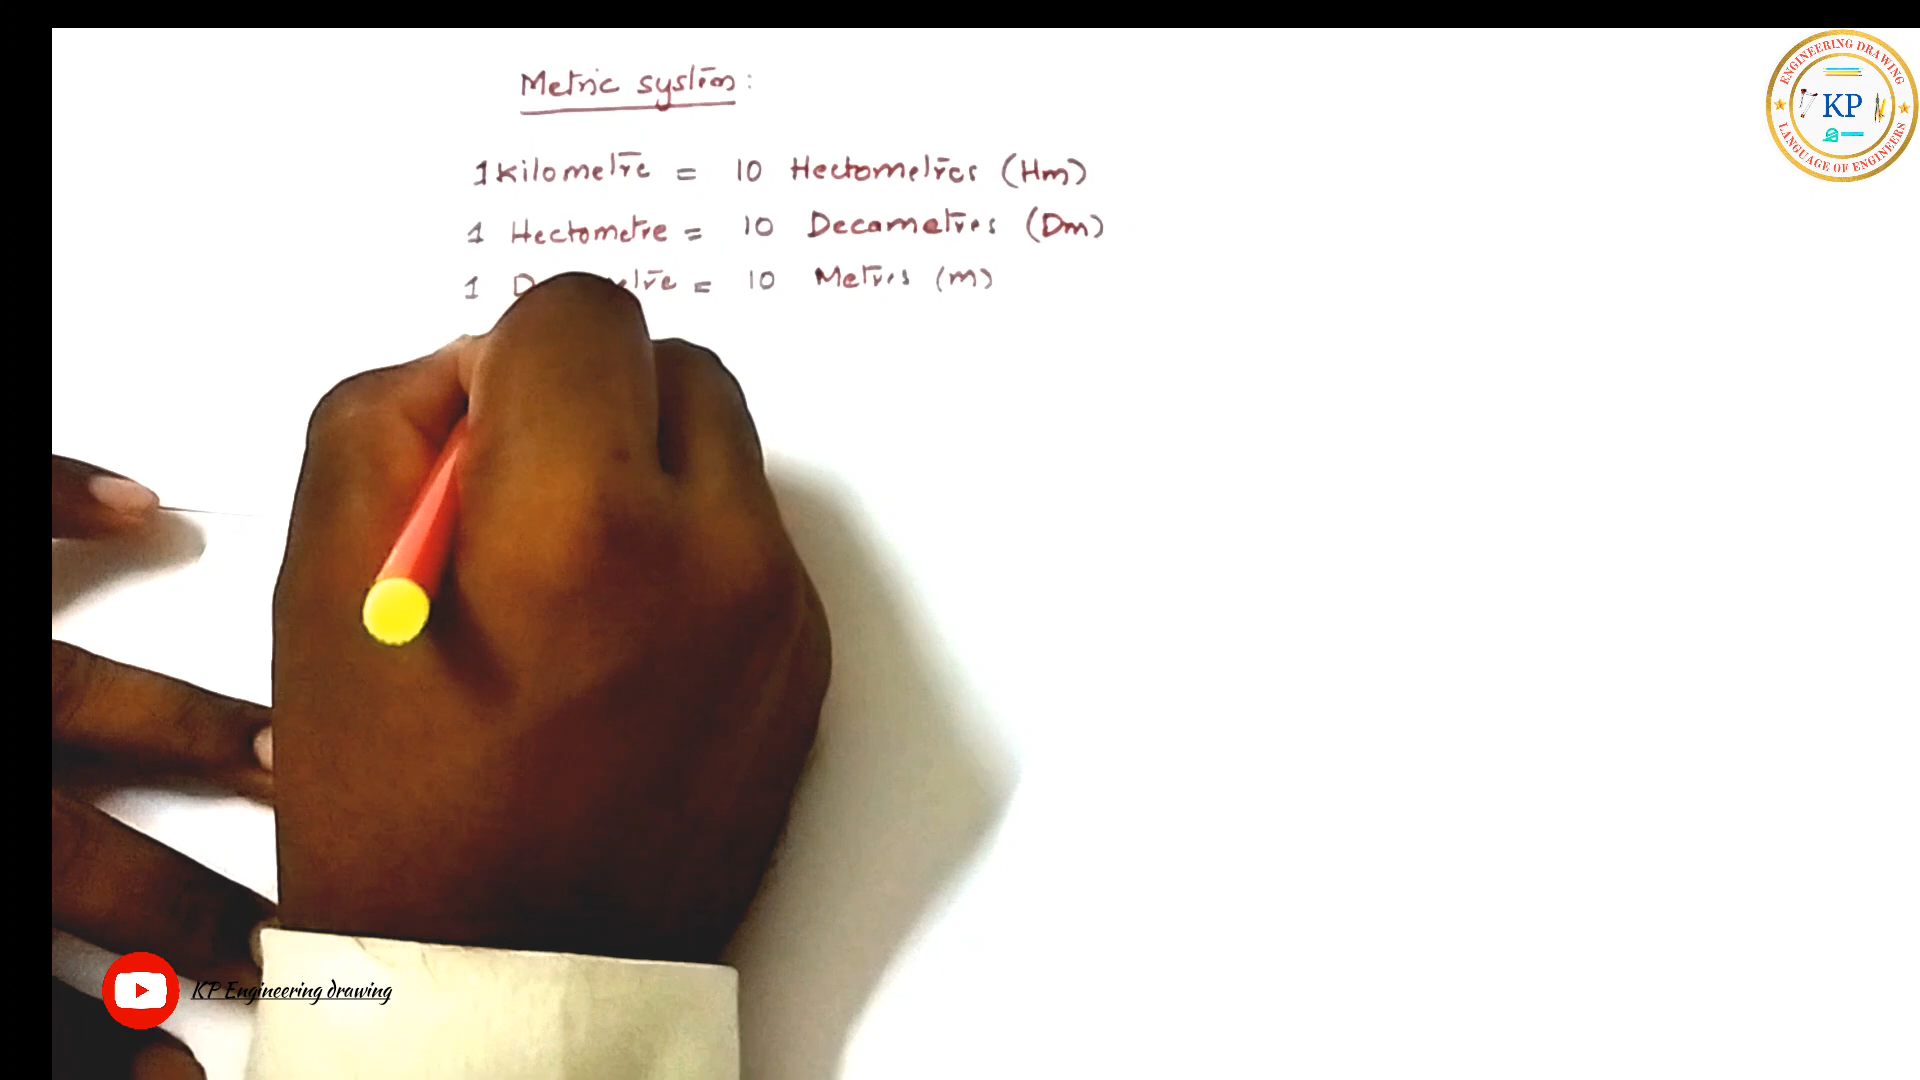 Metric system:
1 Kilometre = 10 Hectometres (Hm)
1 Hectometre = 10 Decametres (Dm)
1 = 10 Metres (m)
ENGINEERING DRAWING
KP
LANGUAGE OF ENGINEERS
KP Engineering drawing